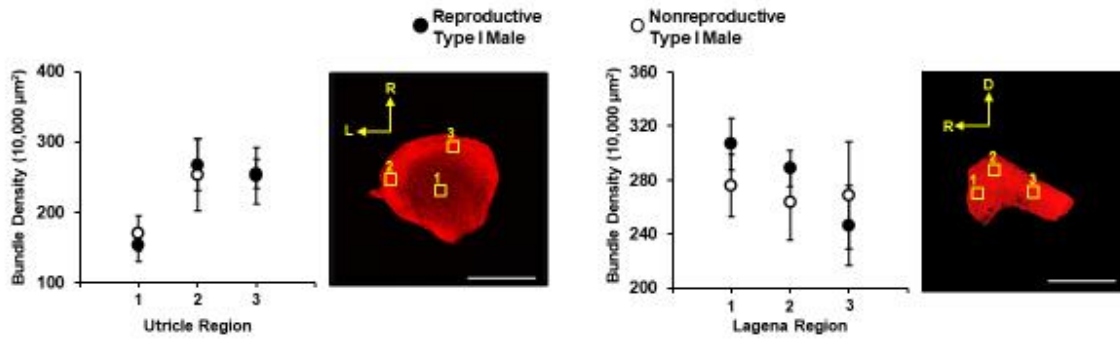 Reproductive
Type I Male
Nonreproductive
Type I Male
Bundle Density (10,000 µm²)
400
300
200
100
1
2
3
Utricle Region
R
L
3
2
1
Bundle Density (10,000 µm²)
360
320
280
240
200
1
2
3
Lagena Region
D
R
2
1
3